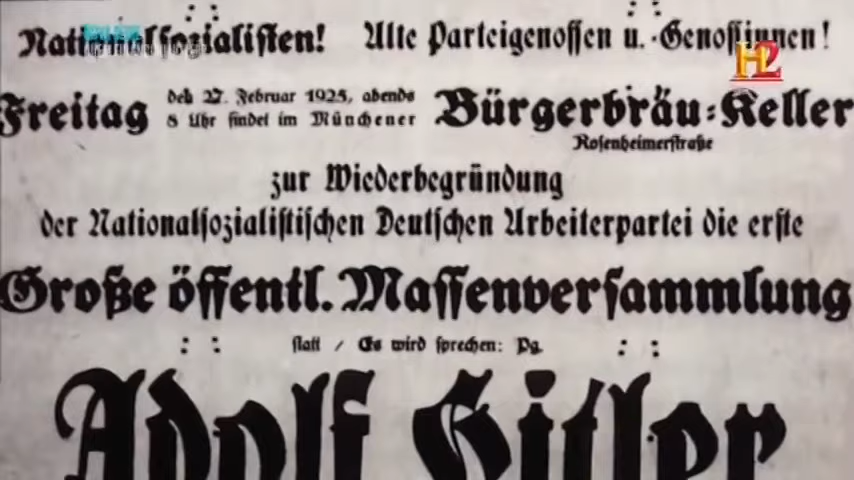 Nationalsozialisten! Alte Parteigenossen u. Genossinnen!
H2
Freitag den 27. Februar 1925, abends
8 Uhr findet im Münchener Bürgerbräu-Keller
Rosenheimerstraße
zur Wiederbegründung
der Nationalsozialistischen Deutschen Arbeiterpartei die erste
Große öffentl. Massenversammlung
statt / Es wird sprechen: Pg.
Adolf Hitler